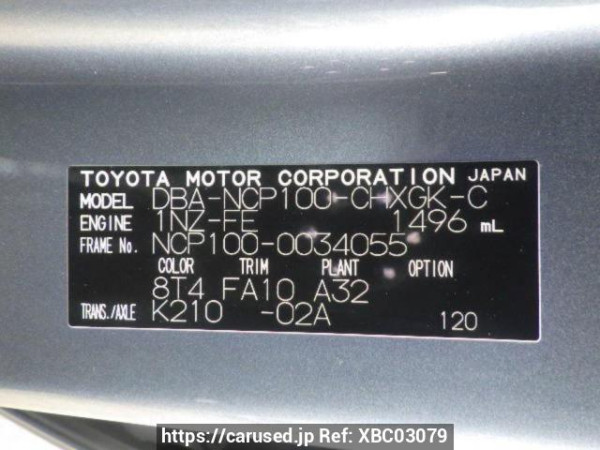 TOYOTA MOTOR CORPORATION JAPAN
MODEL DBA-NCP100-CHXGK-C
ENGINE 1NZ-FE 1496 mL
FRAME No. NCP100-0034055
COLOR TRIM PLANT OPTION
8T4 FA10 A32
TRANS./AXLE K210 -02A
120
https://carused.jp Ref: XBC03079